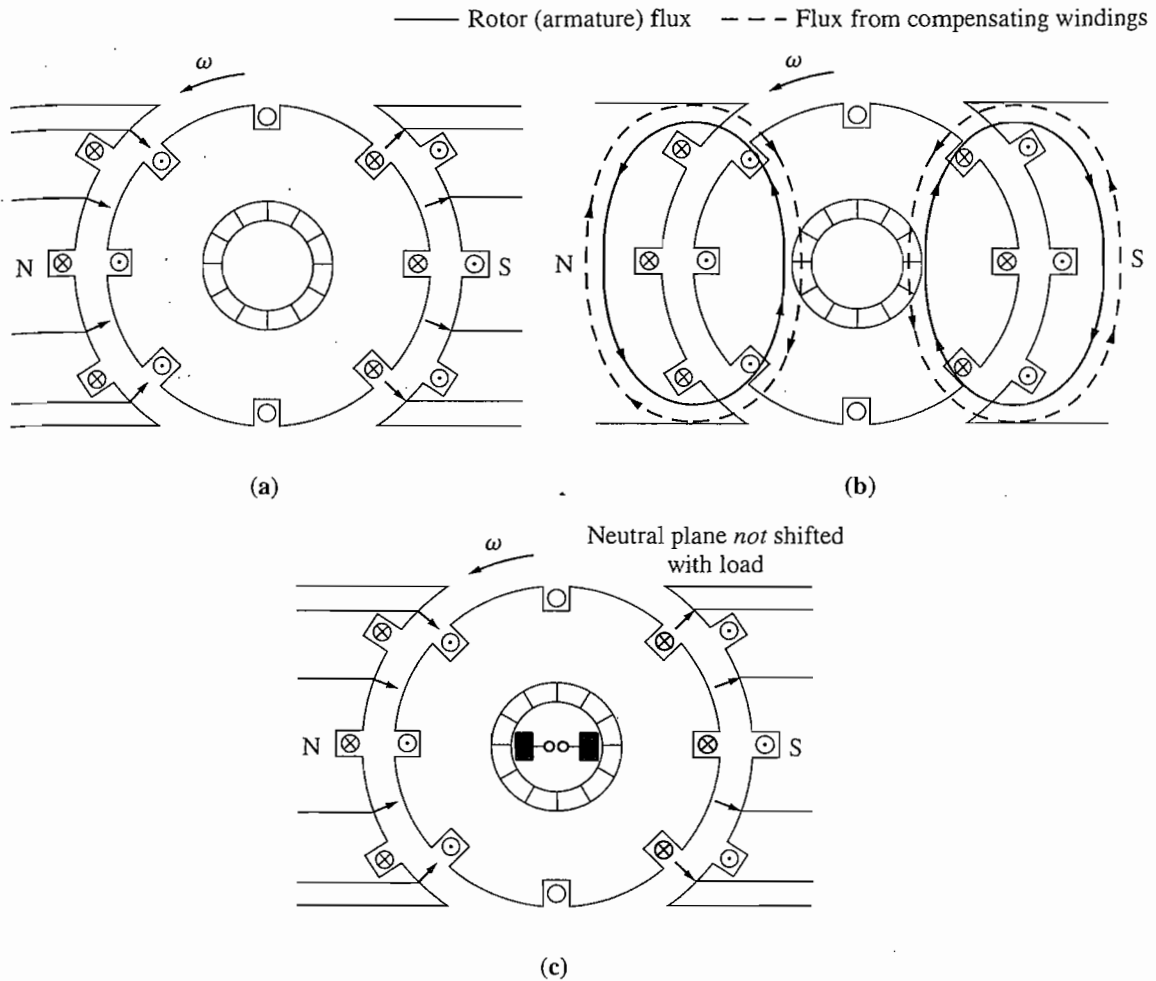 Rotor (armature) flux
Flux from compensating windings
ω
ω
N
S
N
S
(a)
(b)
ω
Neutral plane not shifted
with load
N
S
(c)